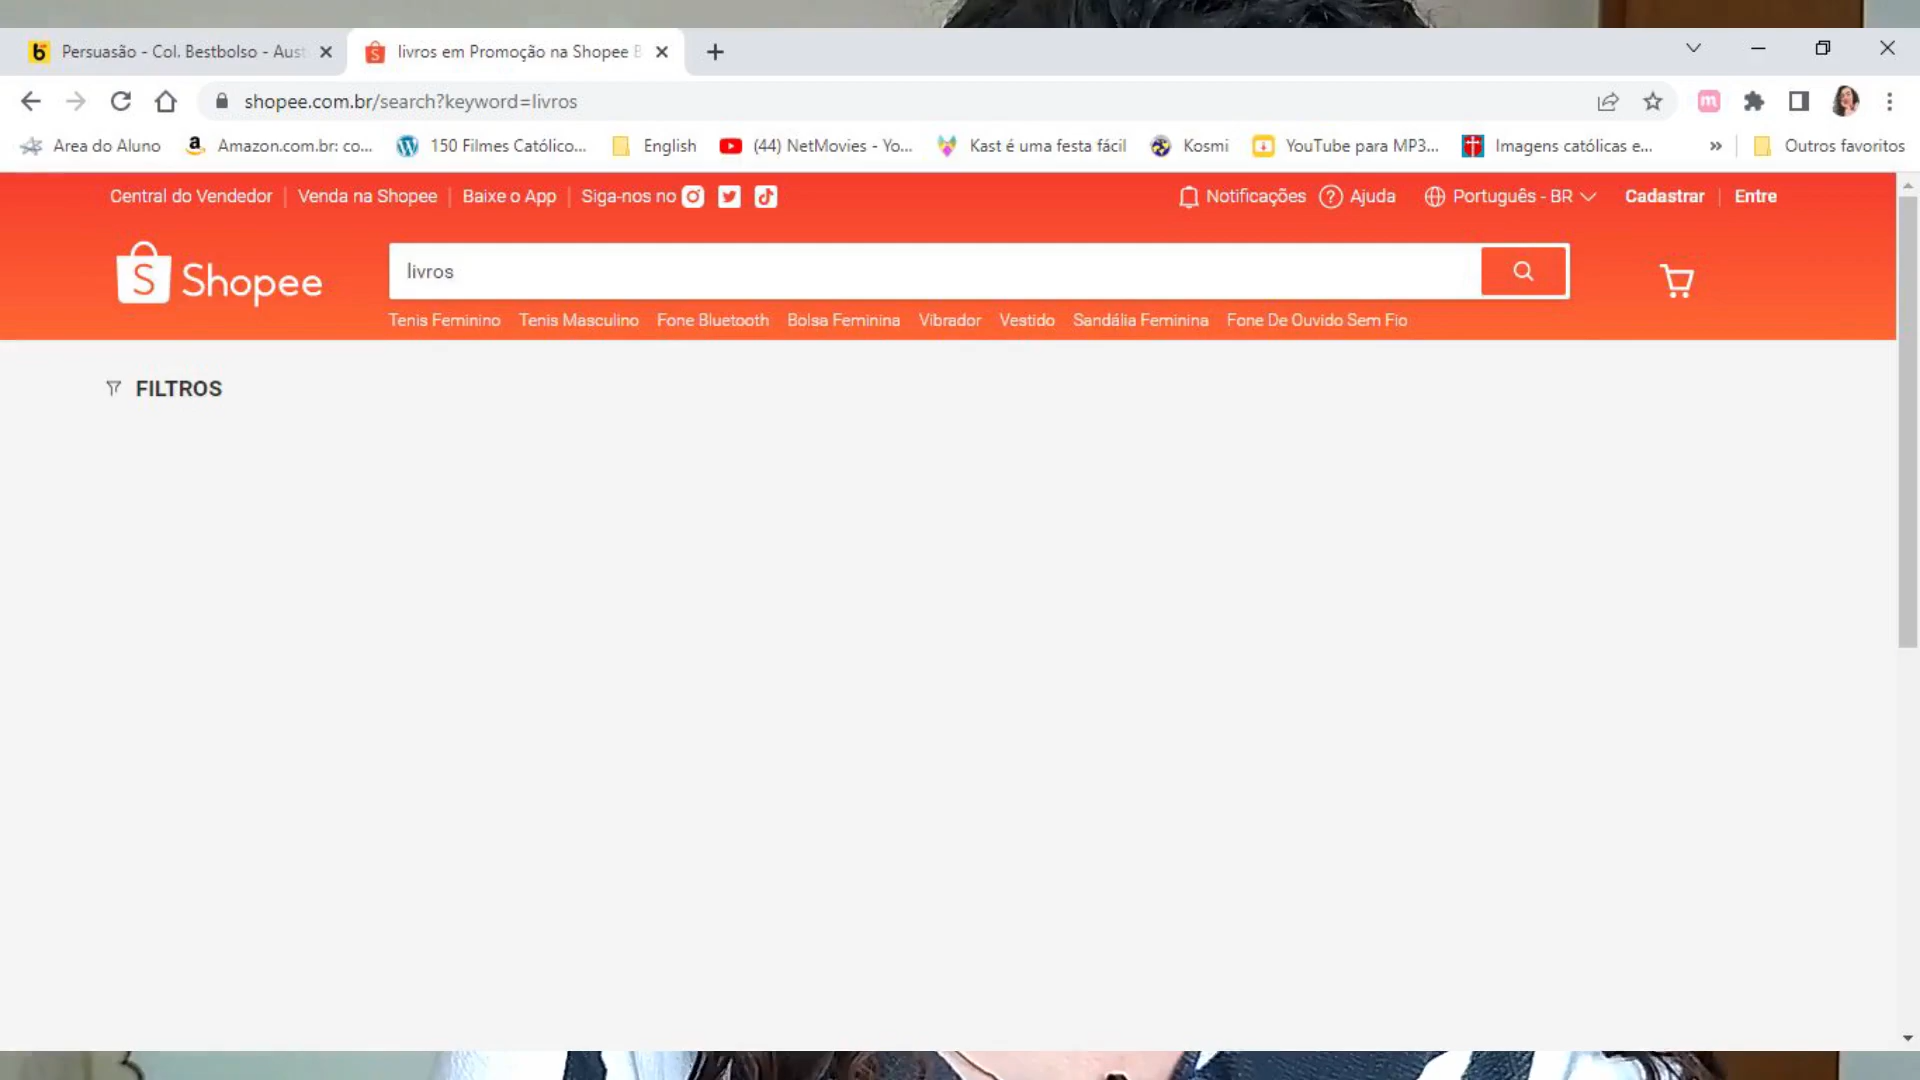 Persuasão - Col. Bestbolso - Aust
livros em Promoção na Shopee B
shopee.com.br/search?keyword=livros
Area do Aluno
Amazon.com.br: co...
150 Filmes Católico...
English
(44) NetMovies - Yo...
Kast é uma festa fácil
Kosmi
YouTube para MP3...
Imagens católicas e...
»
Outros favoritos
Central do Vendedor | Venda na Shopee | Baixe o App | Siga-nos no
Notificações
Ajuda
Português - BR
Cadastrar | Entre
Shopee
livros
Tenis Feminino Tenis Masculino Fone Bluetooth Bolsa Feminina Vibrador Vestido Sandália Feminina Fone De Ouvido Sem Fio
FILTROS